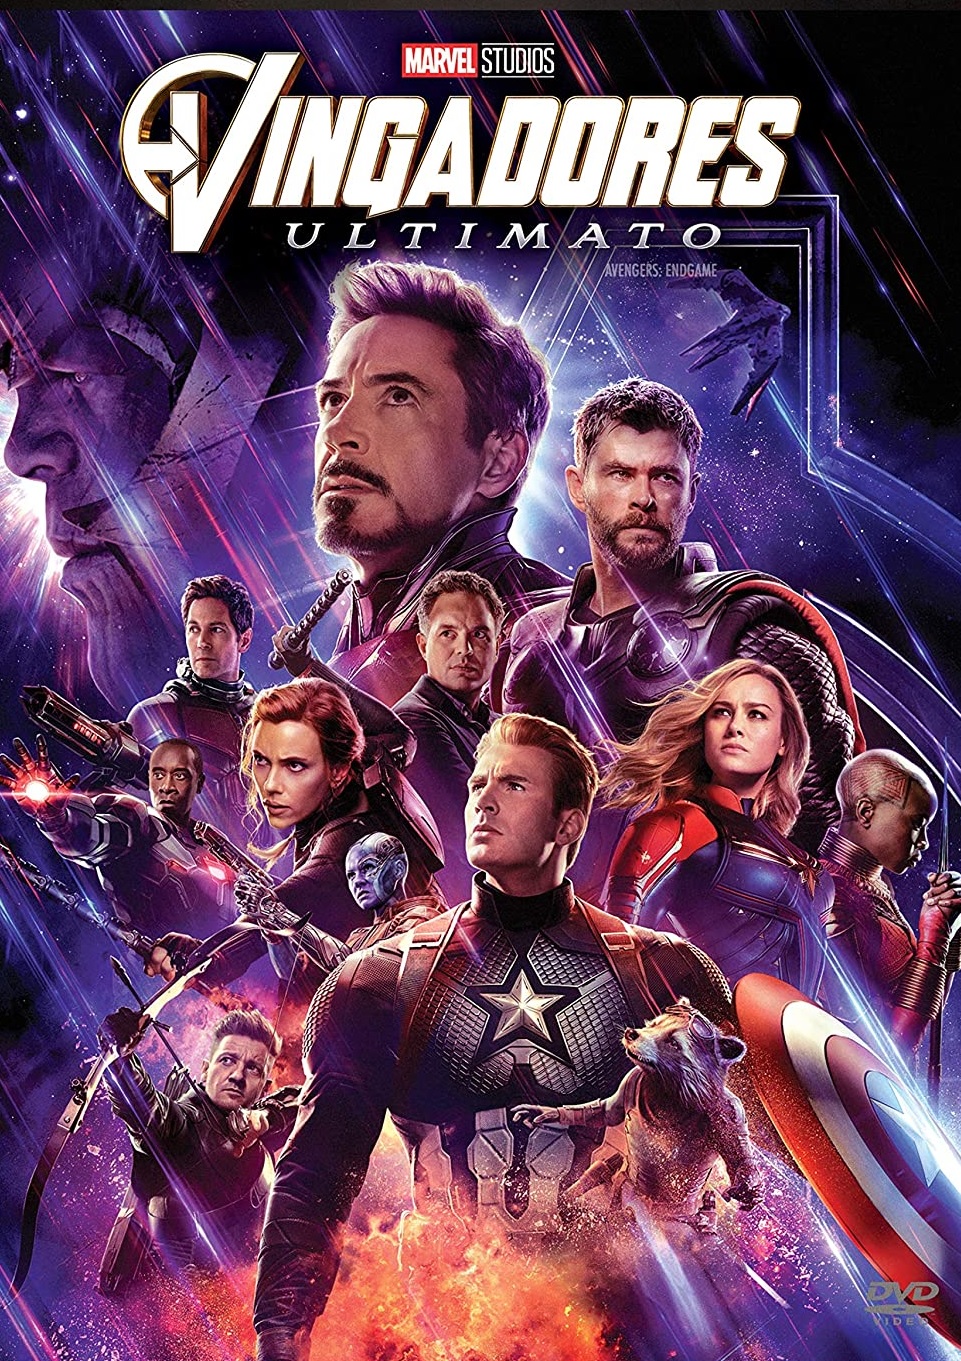 MARVEL STUDIOS
VINGADORES
ULTIMATO
AVENGERS: ENDGAME
DVD
VIDEO